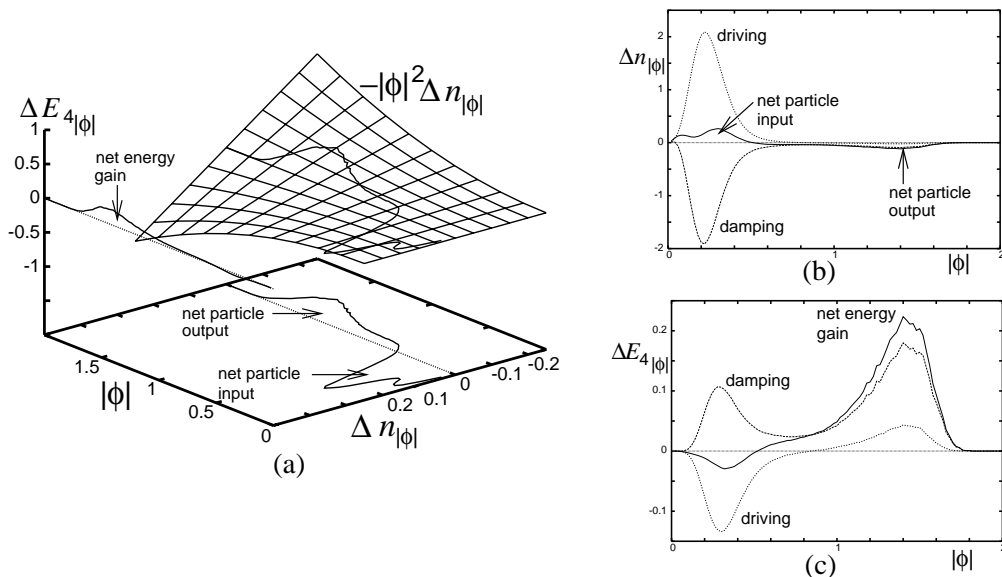 −|ϕ|²Δn|ϕ|
ΔE4|ϕ|
1
0.5
0
-0.5
-1
net energy
gain
net particle
output
net particle
input
1.5
1
0.5
0
|ϕ|
0.2
0.1
0
-0.1
-0.2
Δ n|ϕ|
(a)
Δn|ϕ|
2
1
0
-1
-2
driving
net particle
input
net particle
output
damping
0
1
2
|ϕ|
(b)
ΔE4|ϕ|
0.2
0.1
0
-0.1
net energy
gain
damping
driving
0
1
2
|ϕ|
(c)